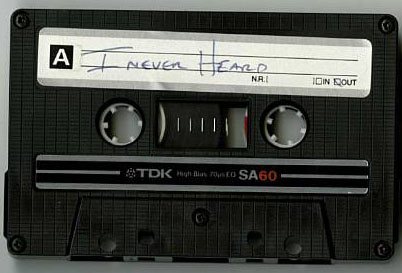 A I NEVER HEARD
N.R. ☐IN ☒OUT
TDK High Bias 70μs EQ SA60